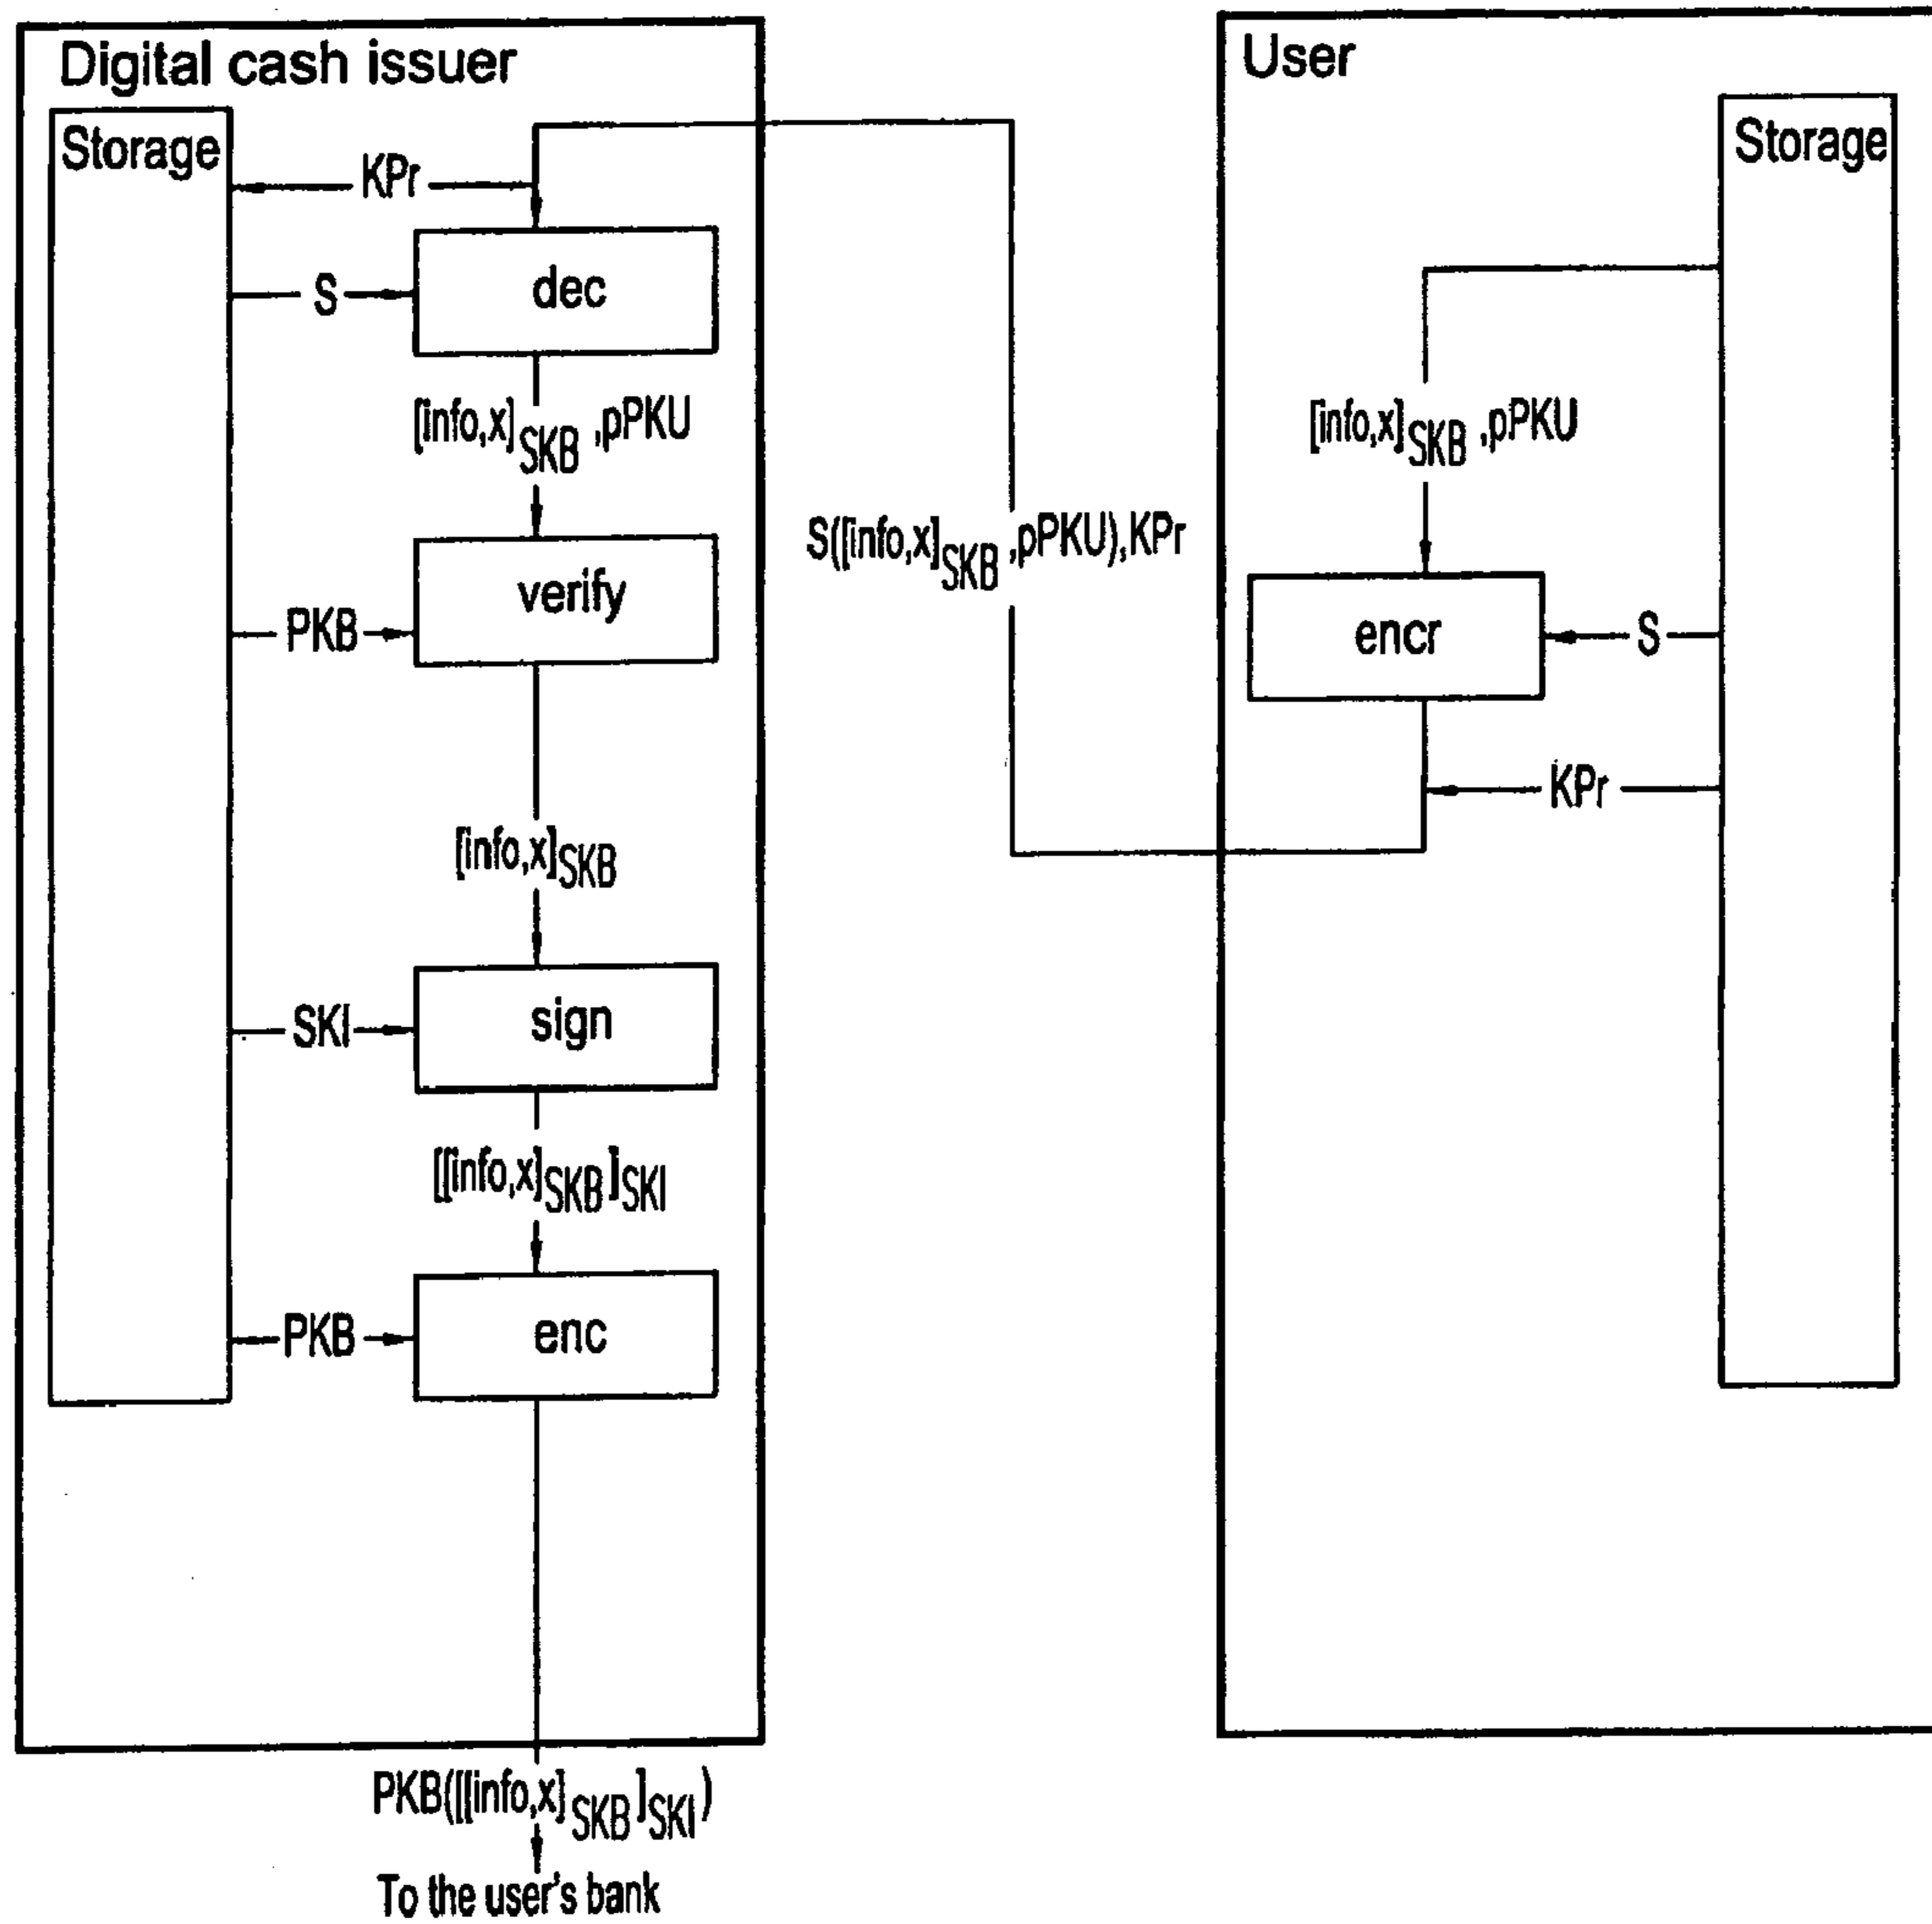 Digital cash issuer
Storage
KPr
S
dec
[info,x]SKB ,pPKU
verify
PKB
[info,x]SKB
SKI
sign
[[info,x]SKB ]SKI
PKB
enc
PKB([[info,x]SKB ]SKI)
To the user's bank
S([info,x]SKB ,pPKU),KPr
User
Storage
[info,x]SKB ,pPKU
encr
S
KPr